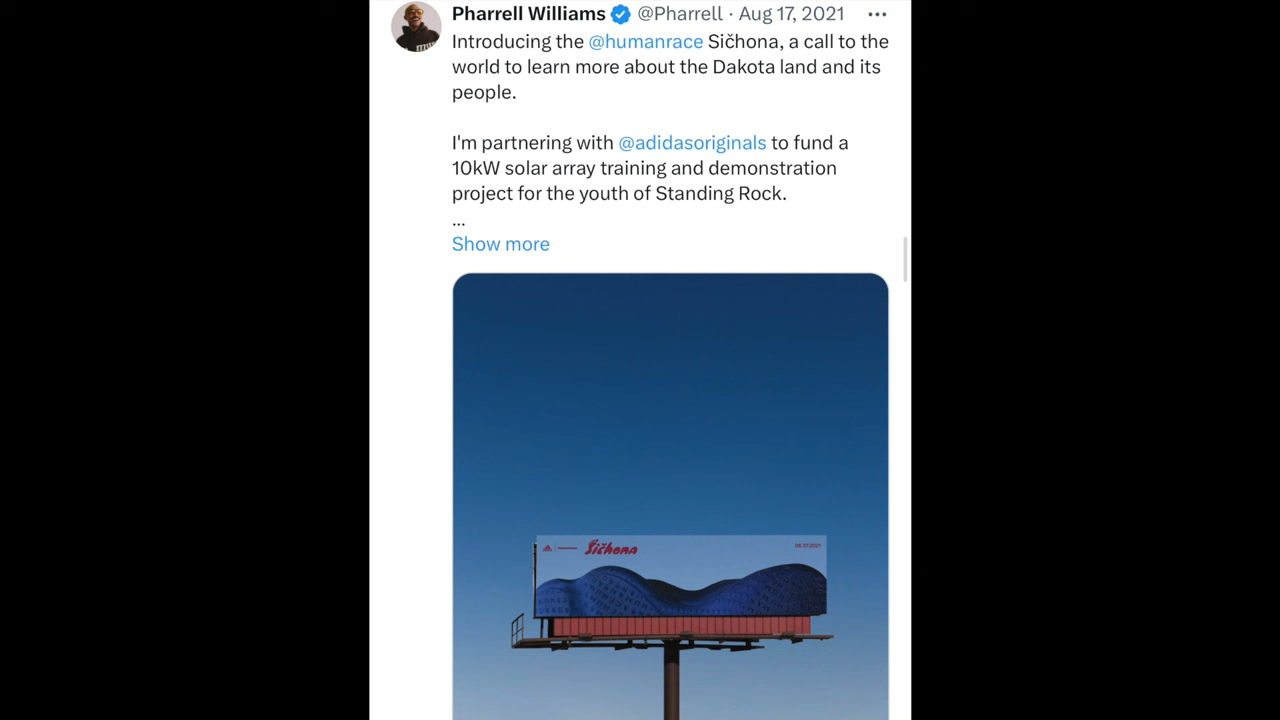 Pharrell Williams @Pharrell · Aug 17, 2021
Introducing the @humanrace Sičhona, a call to the
world to learn more about the Dakota land and its
people.
I'm partnering with @adidasoriginals to fund a
10kW solar array training and demonstration
project for the youth of Standing Rock.
...
Show more
Sičhona